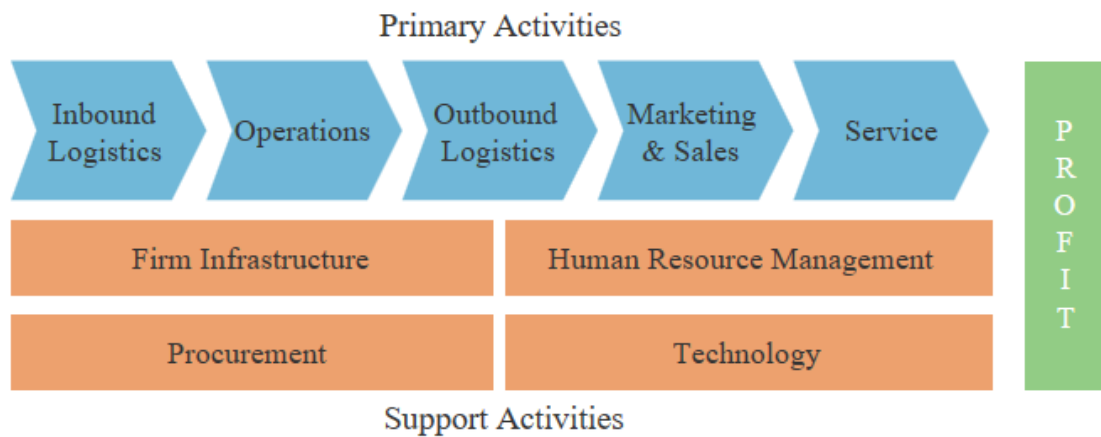 Primary Activities
Inbound
Logistics
Operations
Outbound
Logistics
Marketing
& Sales
Service
Firm Infrastructure
Human Resource Management
Procurement
Technology
Support Activities
P
R
O
F
I
T